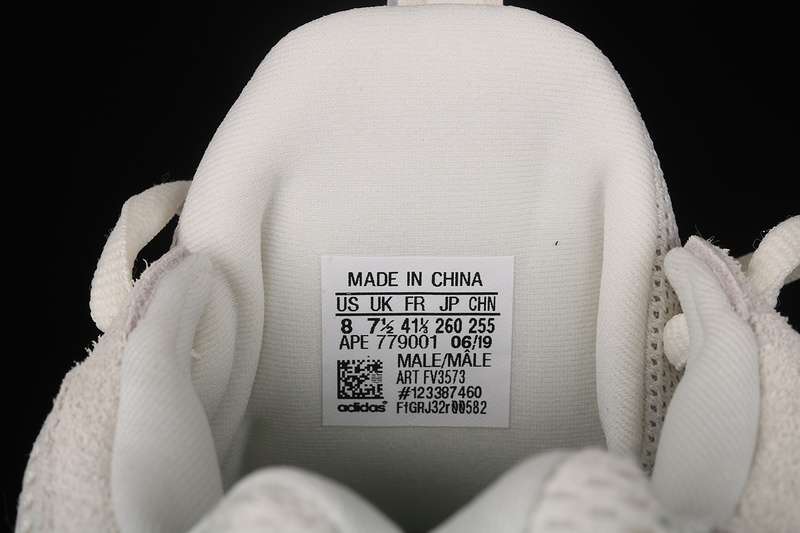 MADE IN CHINA
US UK FR JP CHN
8 7½ 41⅓ 260 255
APE 779001 06/19
MALE/MÂLE
ART FV3573
#123387460
adidas